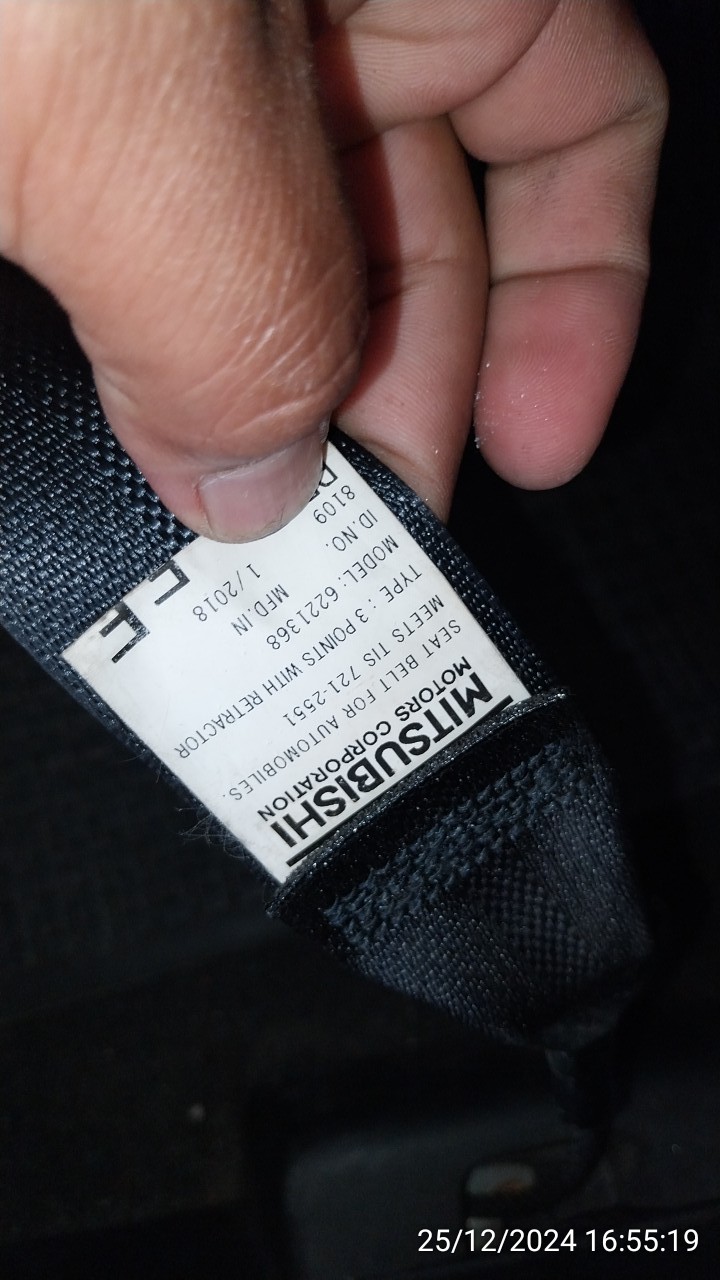 MITSUBISHI
MOTORS CORPORATION
SEAT BELT FOR AUTOMOBILES.
MEETS TIS 721-2551
TYPE : 3 POINTS WITH RETRACTOR
MODEL: 6221368
ID.NO. MFD.IN
8109 1/2018
25/12/2024 16:55:19